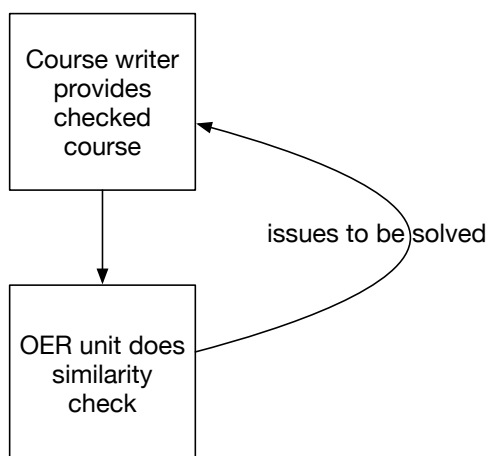 Course writer
provides
checked
course
issues to be solved
OER unit does
similarity
check